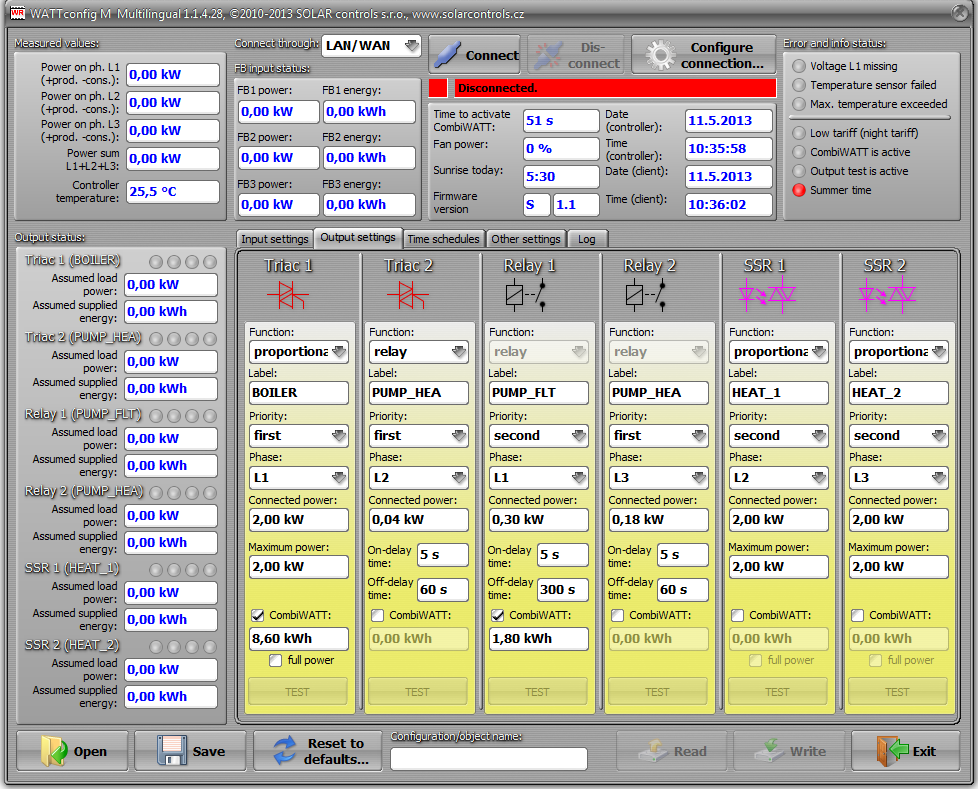 WATTconfig M Multilingual 1.1.4.28, ©2010-2013 SOLAR controls s.r.o., www.solarcontrols.cz
Measured values:
Power on ph. L1
(+prod. -cons.):
0,00 kW
Power on ph. L2
(+prod. -cons.):
0,00 kW
Power on ph. L3
(+prod. -cons.):
0,00 kW
Power sum
L1+L2+L3:
0,00 kW
Controller
temperature:
25,5 °C
Connect through:
LAN/WAN
FB input status:
FB1 power:
FB1 energy:
0,00 kW
0,00 kWh
FB2 power:
FB2 energy:
0,00 kW
0,00 kWh
FB3 power:
FB3 energy:
0,00 kW
0,00 kWh
Connect
Dis-
connect
Configure
connection...
Disconnected.
Time to activate
CombiWATT:
51 s
Fan power:
0 %
Sunrise today:
5:30
Firmware
version
S
1.1
Date
(controller):
11.5.2013
Time
(controller):
10:35:58
Date (client):
11.5.2013
Time (client):
10:36:02
Error and info status:
Voltage L1 missing
Temperature sensor failed
Max. temperature exceeded
Low tariff (night tariff)
CombiWATT is active
Output test is active
Summer time
Output status:
Triac 1 (BOILER)
Assumed load
power:
0,00 kW
Assumed supplied
energy:
0,00 kWh
Triac 2 (PUMP_HEA)
Assumed load
power:
0,00 kW
Assumed supplied
energy:
0,00 kWh
Relay 1 (PUMP_FLT)
Assumed load
power:
0,00 kW
Assumed supplied
energy:
0,00 kWh
Relay 2 (PUMP_HEA)
Assumed load
power:
0,00 kW
Assumed supplied
energy:
0,00 kWh
SSR 1 (HEAT_1)
Assumed load
power:
0,00 kW
Assumed supplied
energy:
0,00 kWh
SSR 2 (HEAT_2)
Assumed load
power:
0,00 kW
Assumed supplied
energy:
0,00 kWh
Input settings
Output settings
Time schedules
Other settings
Log
Triac 1
Function:
proportiona
Label:
BOILER
Priority:
first
Phase:
L1
Connected power:
2,00 kW
Maximum power:
2,00 kW
CombiWATT:
8,60 kWh
full power
TEST
Triac 2
Function:
relay
Label:
PUMP_HEA
Priority:
first
Phase:
L2
Connected power:
0,04 kW
On-delay
time:
5 s
Off-delay
time:
60 s
CombiWATT:
0,00 kWh
TEST
Relay 1
Function:
relay
Label:
PUMP_FLT
Priority:
second
Phase:
L1
Connected power:
0,30 kW
On-delay
time:
5 s
Off-delay
time:
300 s
CombiWATT:
1,80 kWh
TEST
Relay 2
Function:
relay
Label:
PUMP_HEA
Priority:
first
Phase:
L3
Connected power:
0,18 kW
On-delay
time:
5 s
Off-delay
time:
60 s
CombiWATT:
0,00 kWh
TEST
SSR 1
Function:
proportiona
Label:
HEAT_1
Priority:
second
Phase:
L2
Connected power:
2,00 kW
Maximum power:
2,00 kW
CombiWATT:
0,00 kWh
full power
TEST
SSR 2
Function:
proportiona
Label:
HEAT_2
Priority:
second
Phase:
L3
Connected power:
2,00 kW
Maximum power:
2,00 kW
CombiWATT:
0,00 kWh
full power
TEST
Open
Save
Reset to
defaults...
Configuration/object name:
Read
Write
Exit